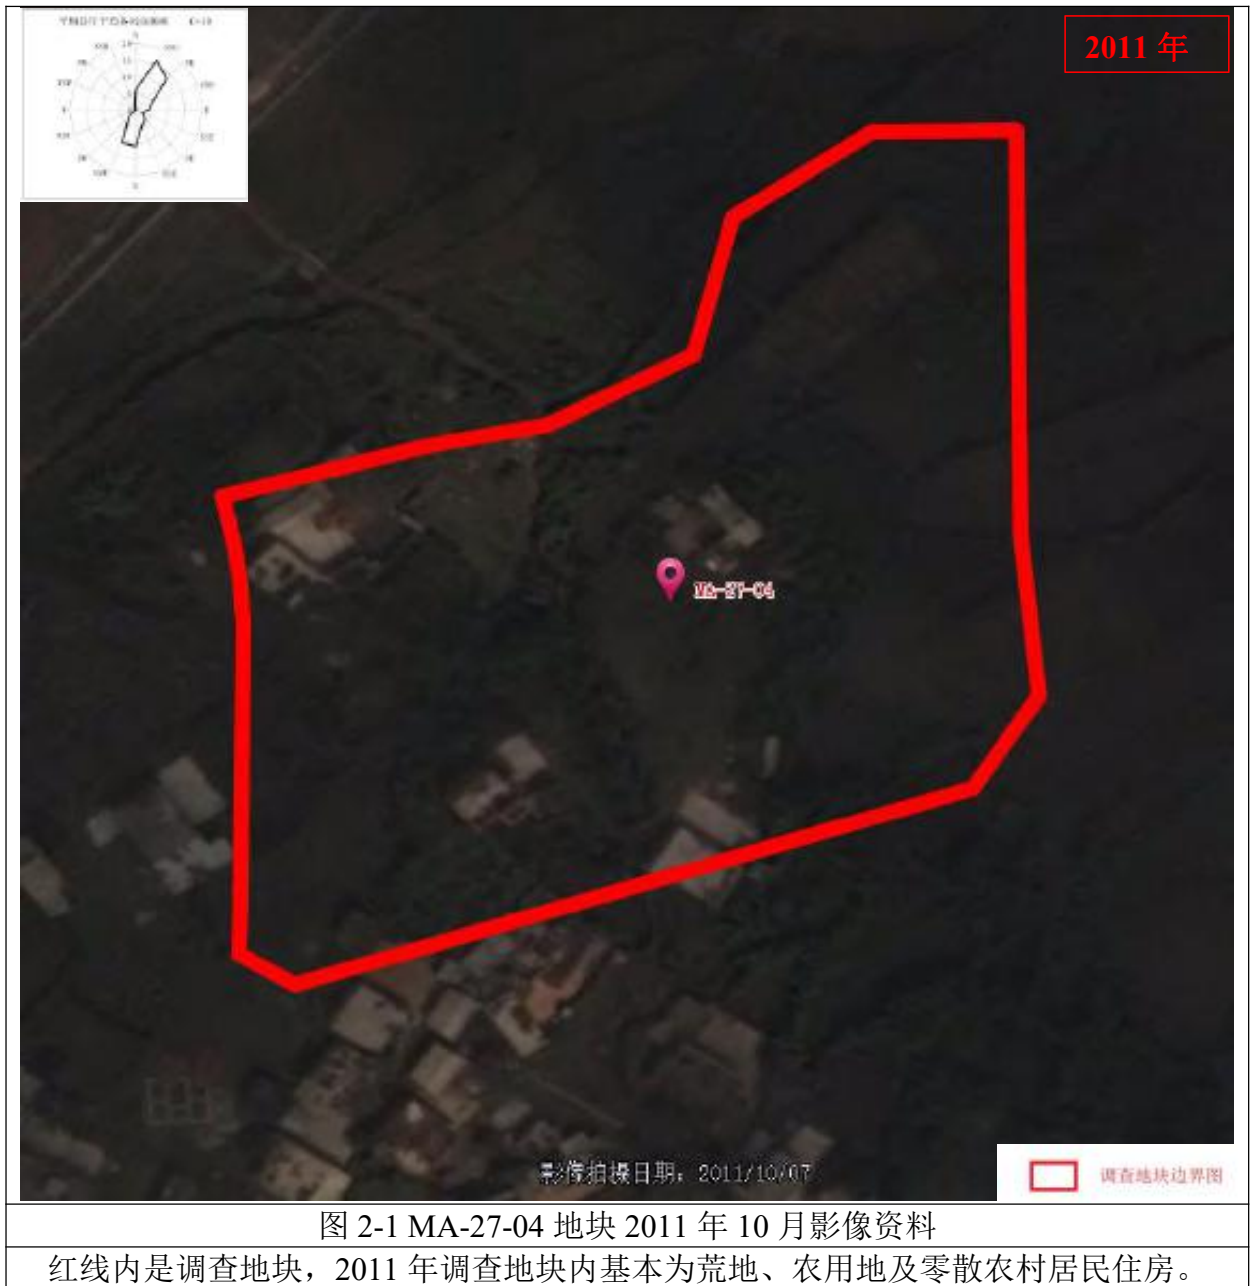 2011 年
MA-27-04
影像拍摄日期：2011/10/07
调查地块边界图
图 2-1 MA-27-04 地块 2011 年 10 月影像资料
红线内是调查地块，2011 年调查地块内基本为荒地、农用地及零散农村居民住房。